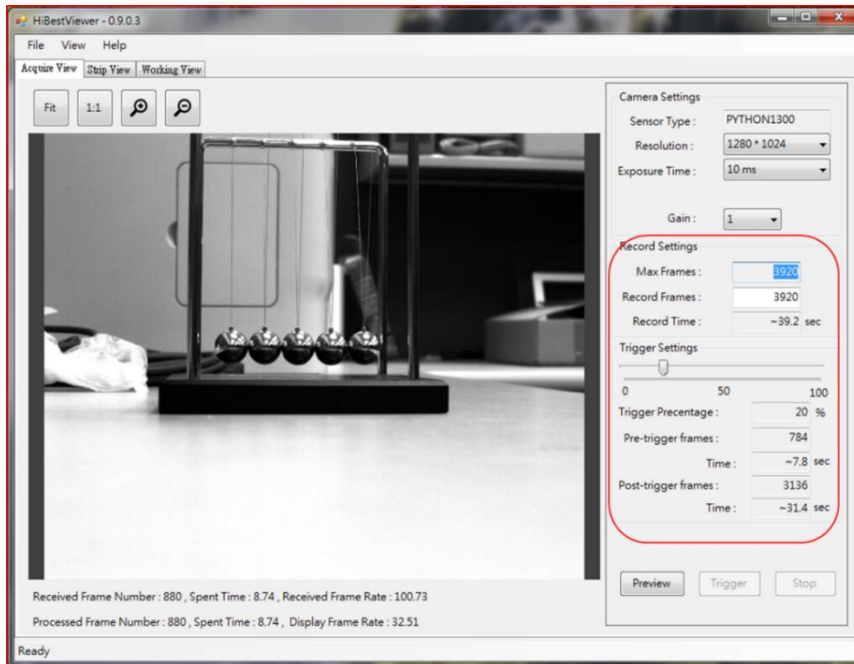 HiBestViewer - 0.9.0.3
File View Help
Acquire View Strip View Working View
Fit 1:1
Camera Settings
Sensor Type : PYTHON1300
Resolution : 1280 * 1024
Exposure Time : 10 ms
Gain : 1
Record Settings
Max Frames : 3920
Record Frames : 3920
Record Time : ~39.2 sec
Trigger Settings
0 50 100
Trigger Precentage : 20 %
Pre-trigger frames : 784
Time : ~7.8 sec
Post-trigger frames : 3136
Time : ~31.4 sec
Preview Trigger Stop
Received Frame Number : 880 , Spent Time : 8.74 , Received Frame Rate : 100.73
Processed Frame Number : 880 , Spent Time : 8.74 , Display Frame Rate : 32.51
Ready